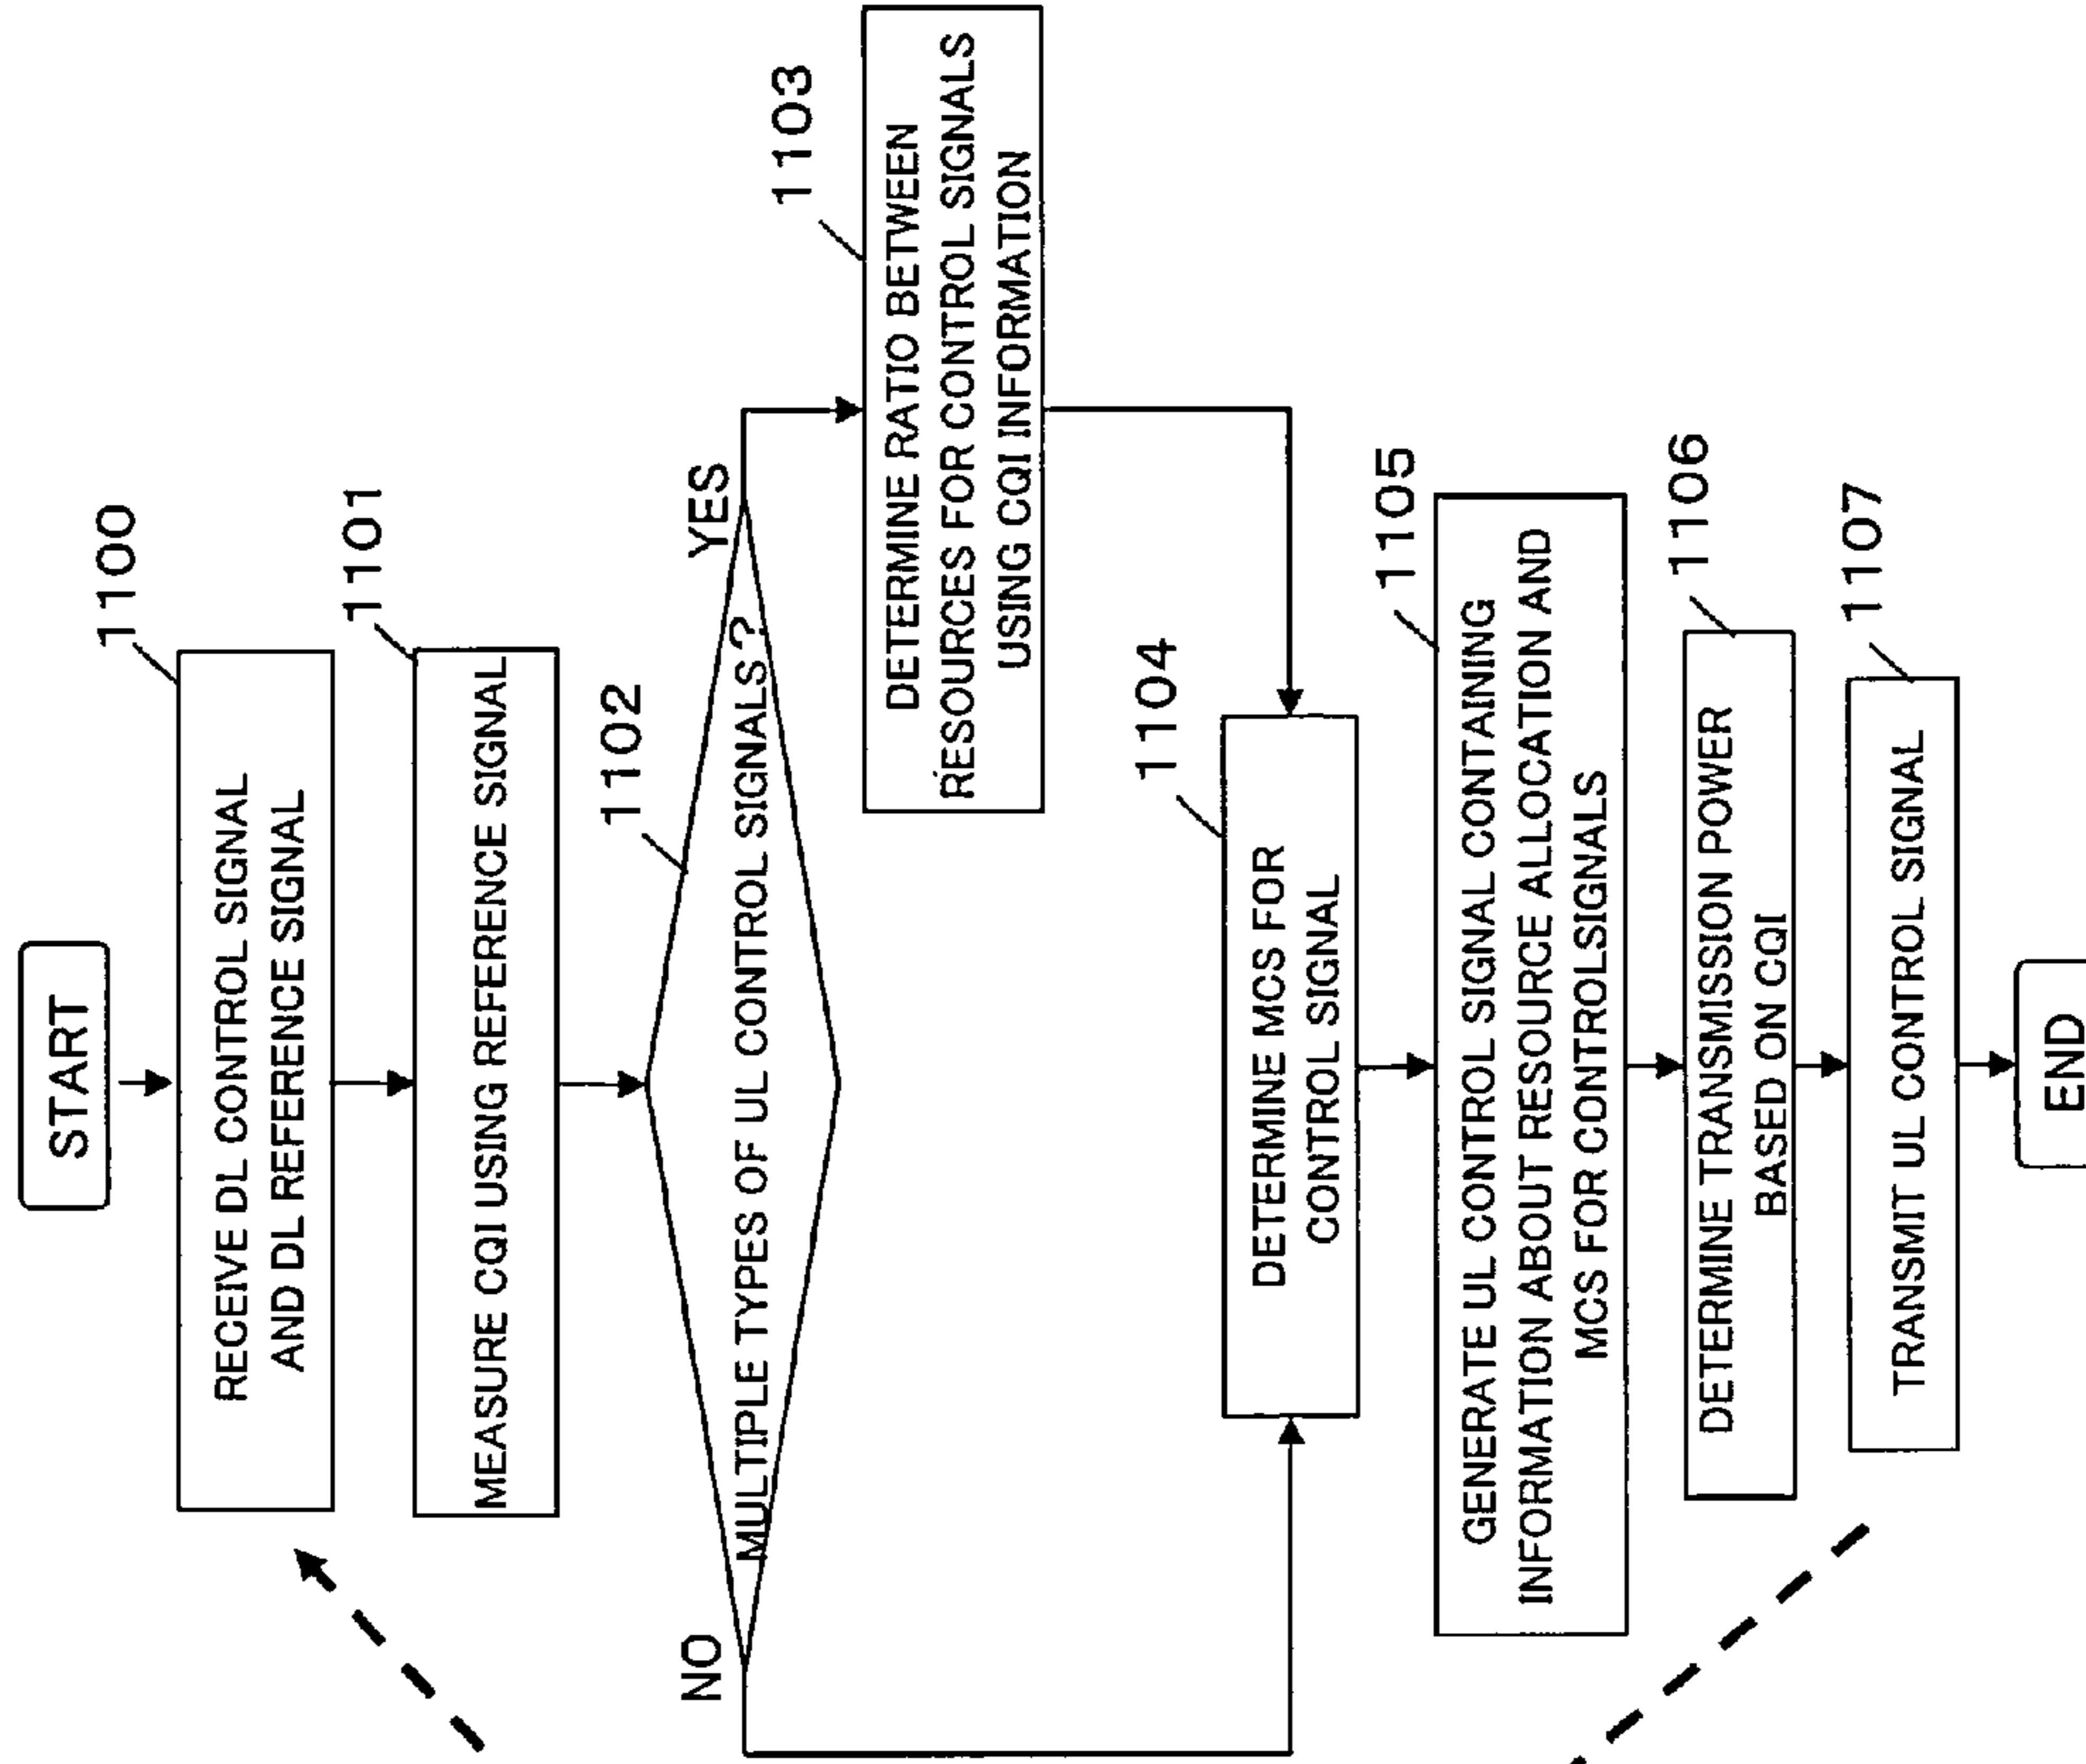 START
1100
RECEIVE DL CONTROL SIGNAL
AND DL REFERENCE SIGNAL
1101
MEASURE CQI USING REFERENCE SIGNAL
1102
MULTIPLE TYPES OF UL CONTROL SIGNALS?
NO
YES
1103
DETERMINE RATIO BETWEEN
RESOURCES FOR CONTROL SIGNALS
USING CQI INFORMATION
1104
DETERMINE MCS FOR
CONTROL SIGNAL
1105
GENERATE UL CONTROL SIGNAL CONTAINING
INFORMATION ABOUT RESOURCE ALLOCATION AND
MCS FOR CONTROLSIGNALS
1106
DETERMINE TRANSMISSION POWER
BASED ON CQI
1107
TRANSMIT UL CONTROL SIGNAL
END